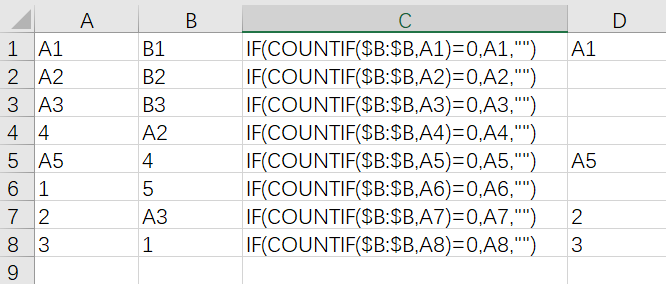 A B C D
1 A1 B1 IF(COUNTIF($B:$B,A1)=0,A1,"") A1
2 A2 B2 IF(COUNTIF($B:$B,A2)=0,A2,"")
3 A3 B3 IF(COUNTIF($B:$B,A3)=0,A3,"")
4 4 A2 IF(COUNTIF($B:$B,A4)=0,A4,"")
5 A5 4 IF(COUNTIF($B:$B,A5)=0,A5,"") A5
6 1 5 IF(COUNTIF($B:$B,A6)=0,A6,"")
7 2 A3 IF(COUNTIF($B:$B,A7)=0,A7,"") 2
8 3 1 IF(COUNTIF($B:$B,A8)=0,A8,"") 3
9